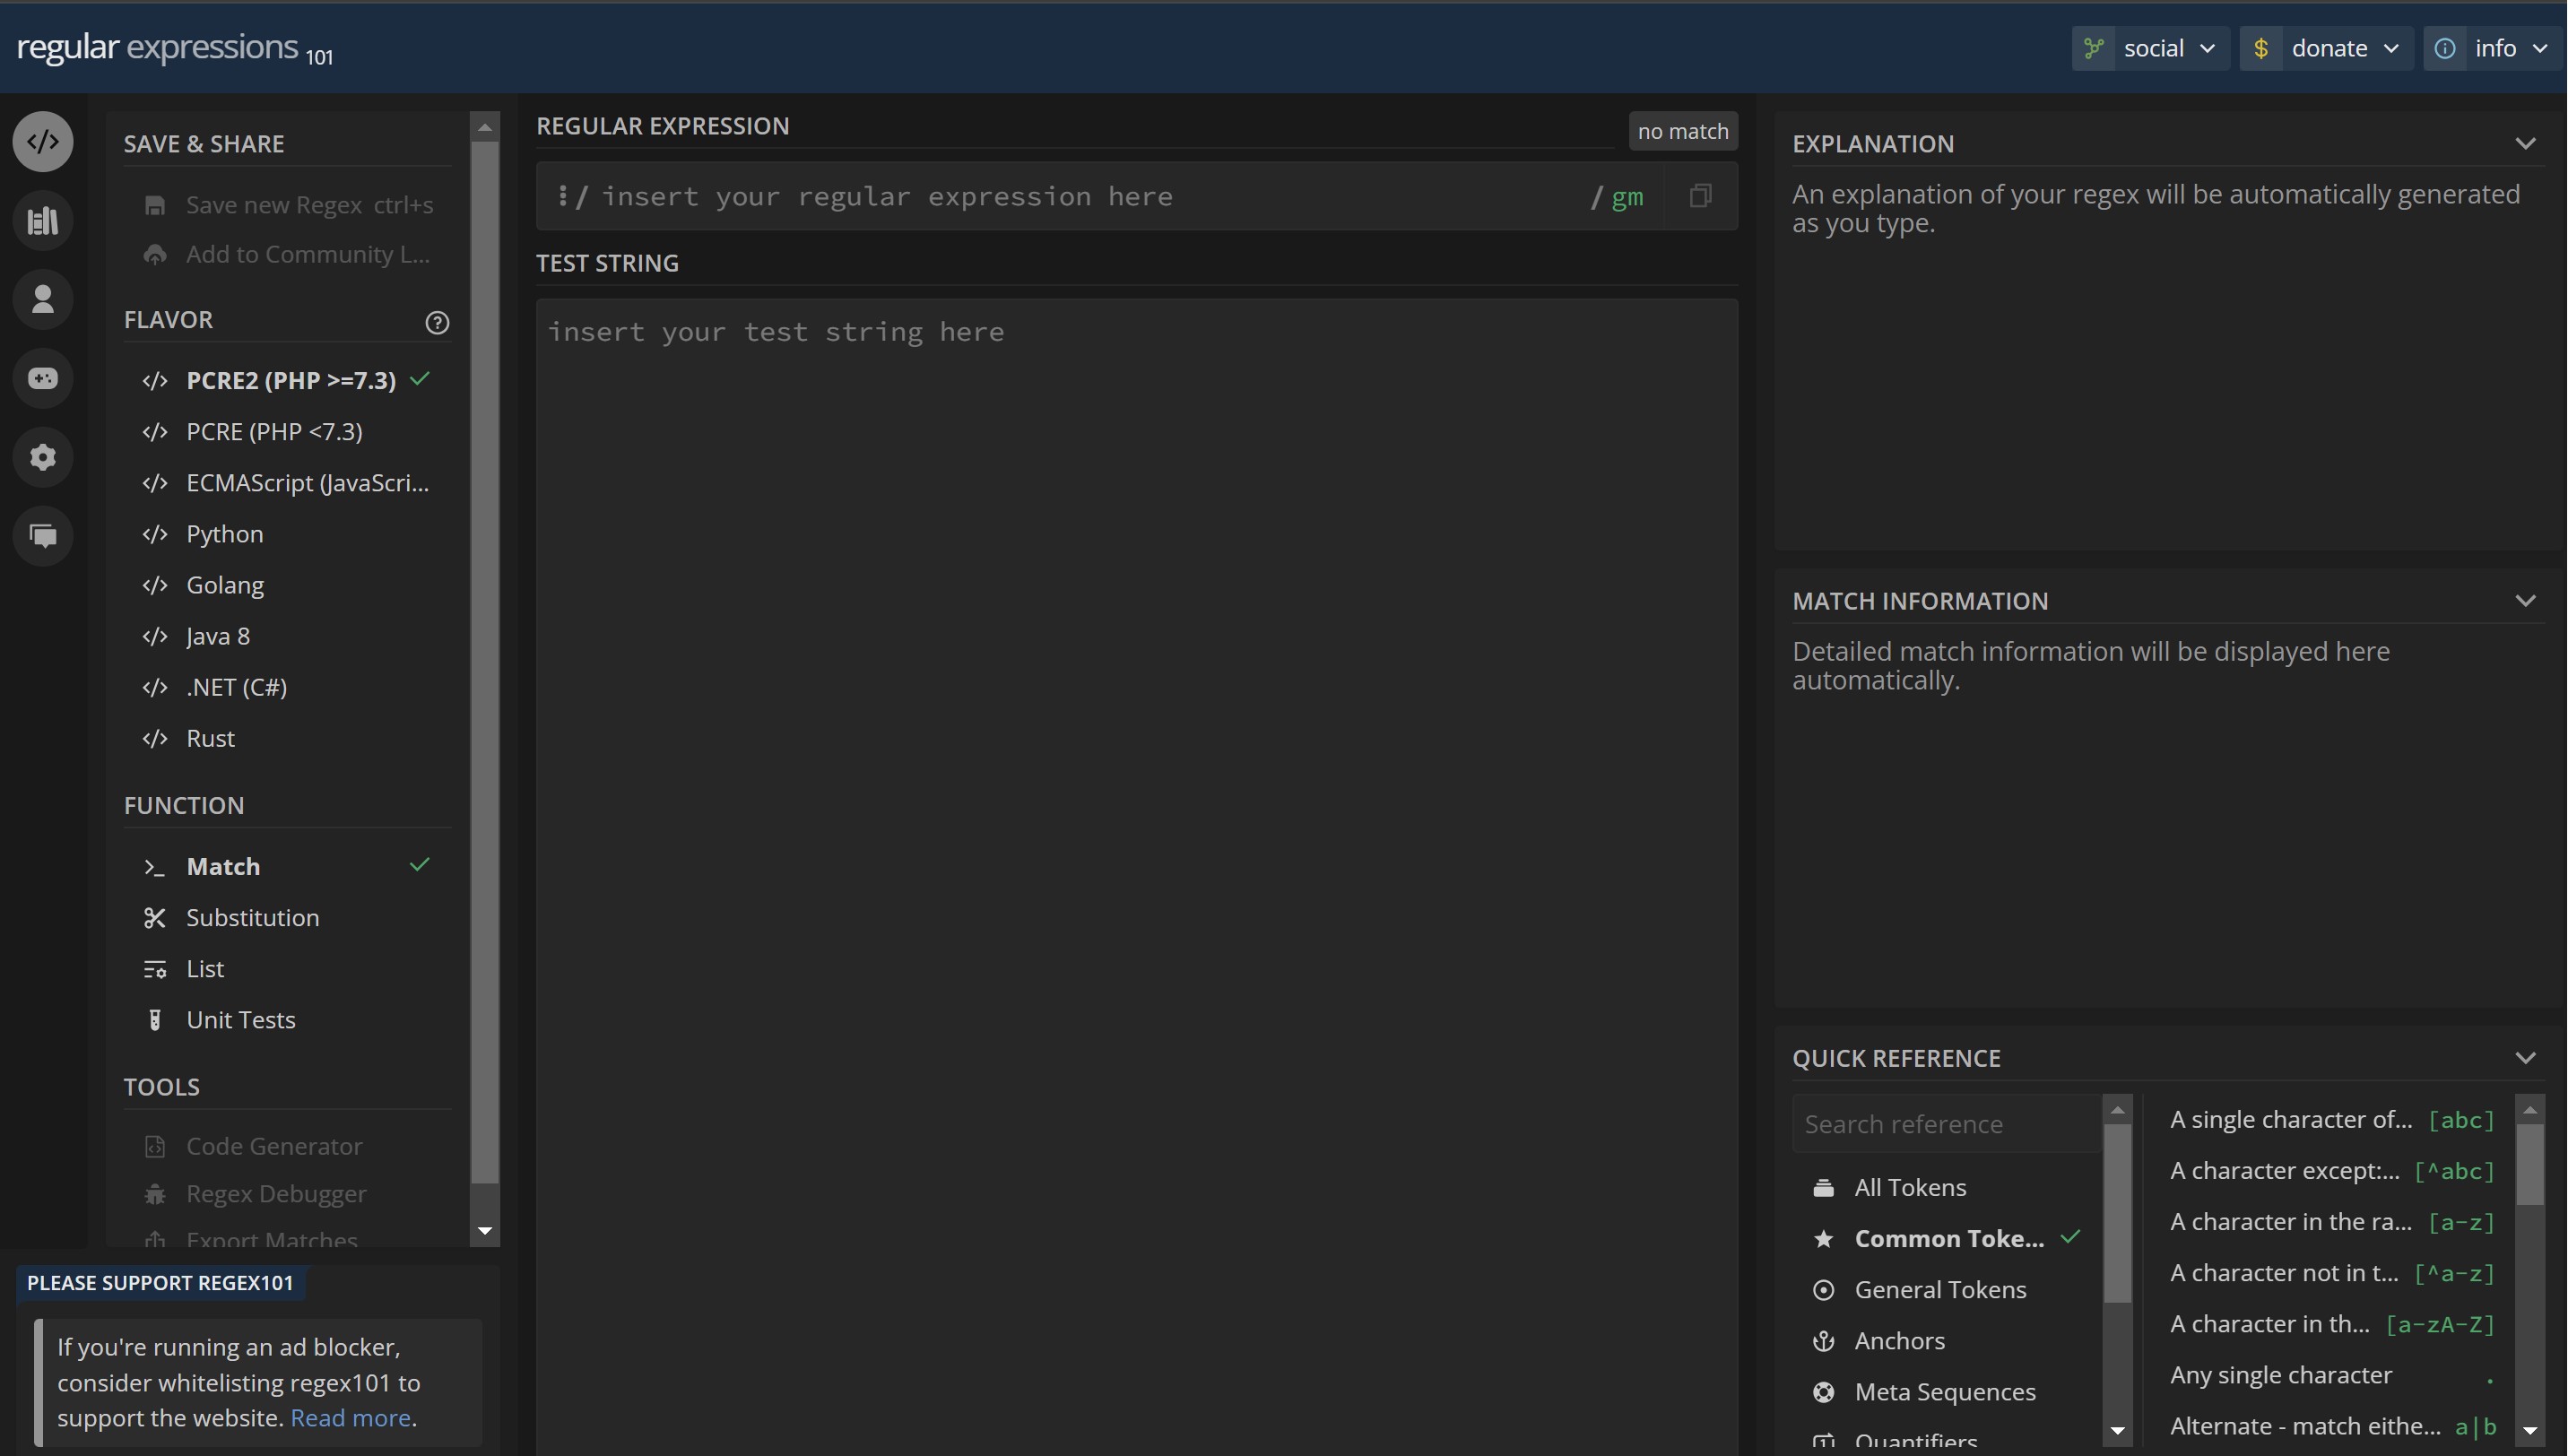 regular expressions 101
social
donate
info
SAVE & SHARE
Save new Regex ctrl+s
Add to Community L...
FLAVOR
PCRE2 (PHP >=7.3)
PCRE (PHP <7.3)
ECMAScript (JavaScri...
Python
Golang
Java 8
.NET (C#)
Rust
FUNCTION
Match
Substitution
List
Unit Tests
TOOLS
Code Generator
Regex Debugger
Export Matches
PLEASE SUPPORT REGEX101
If you're running an ad blocker,
consider whitelisting regex101 to
support the website. Read more.
REGULAR EXPRESSION
no match
/ insert your regular expression here / gm
TEST STRING
insert your test string here
EXPLANATION
An explanation of your regex will be automatically generated
as you type.
MATCH INFORMATION
Detailed match information will be displayed here
automatically.
QUICK REFERENCE
Search reference
All Tokens
Common Toke...
General Tokens
Anchors
Meta Sequences
Quantifiers
A single character of... [abc]
A character except:... [^abc]
A character in the ra... [a-z]
A character not in t... [^a-z]
A character in th... [a-zA-Z]
Any single character .
Alternate - match eithe... a|b